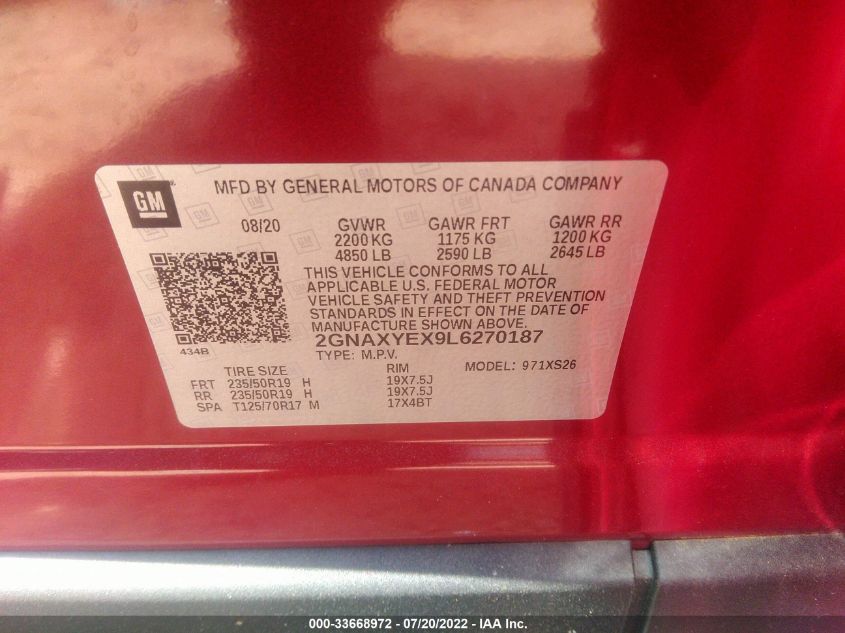 GM
MFD BY GENERAL MOTORS OF CANADA COMPANY
08/20 GVWR GAWR FRT GAWR RR
2200 KG 1175 KG 1200 KG
4850 LB 2590 LB 2645 LB
THIS VEHICLE CONFORMS TO ALL
APPLICABLE U.S. FEDERAL MOTOR
VEHICLE SAFETY AND THEFT PREVENTION
STANDARDS IN EFFECT ON THE DATE OF
MANUFACTURE SHOWN ABOVE.
434B
2GNAXYEX9L6270187
TYPE: M.P.V. MODEL: 971XS26
TIRE SIZE RIM
FRT 235/50R19 H 19X7.5J
RR 235/50R19 H 19X7.5J
SPA T125/70R17 M 17X4BT
000-33668972 / 07/20/2022 - IAA Inc.